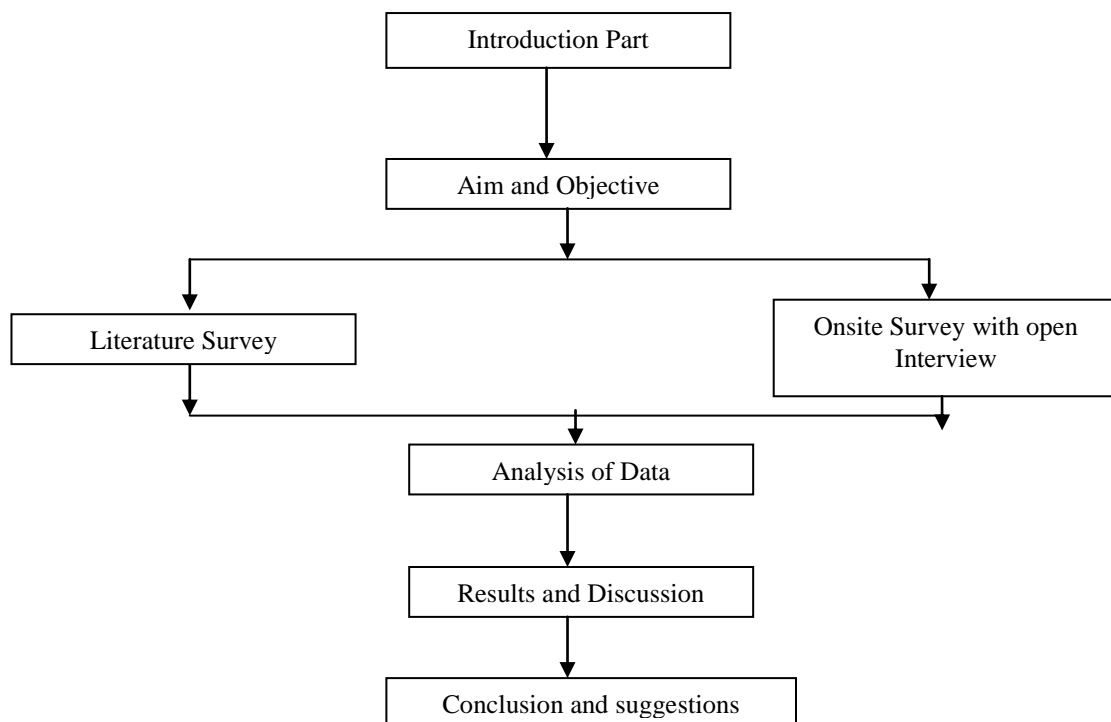 Introduction Part
Aim and Objective
Literature Survey
Onsite Survey with open
Interview
Analysis of Data
Results and Discussion
Conclusion and suggestions